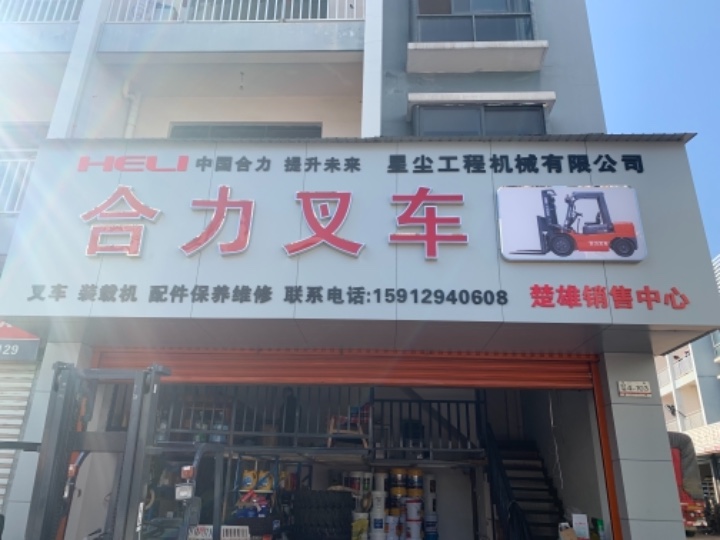 HELI 中国合力 提升未来 星尘工程机械有限公司
合力叉车
叉车 装载机 配件保养维修 联系电话:15912940608 楚雄销售中心
029